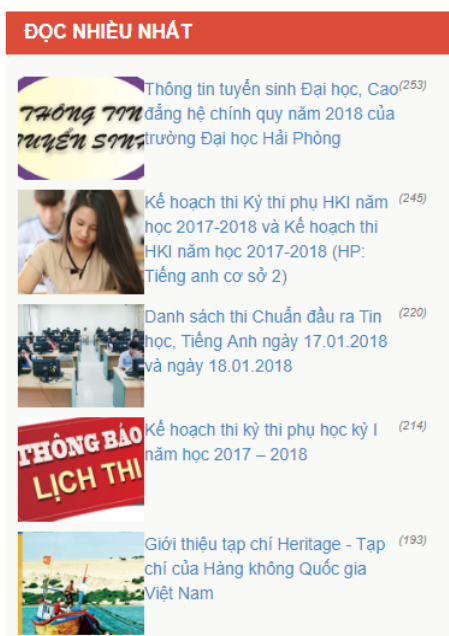 ĐỌC NHIỀU NHẤT
THÔNG TIN
TUYỂN SINH
Thông tin tuyển sinh Đại học, Cao
đẳng hệ chính quy năm 2018 của
trường Đại học Hải Phòng
(253)
Kế hoạch thi Kỳ thi phụ HKI năm
học 2017-2018 và Kế hoạch thi
HKI năm học 2017-2018 (HP:
Tiếng anh cơ sở 2)
(245)
Danh sách thi Chuẩn đầu ra Tin
học, Tiếng Anh ngày 17.01.2018
và ngày 18.01.2018
(220)
THÔNG BÁO
LỊCH THI
Kế hoạch thi kỳ thi phụ học kỳ I
năm học 2017 – 2018
(214)
Giới thiệu tạp chí Heritage - Tạp
chí của Hàng không Quốc gia
Việt Nam
(193)